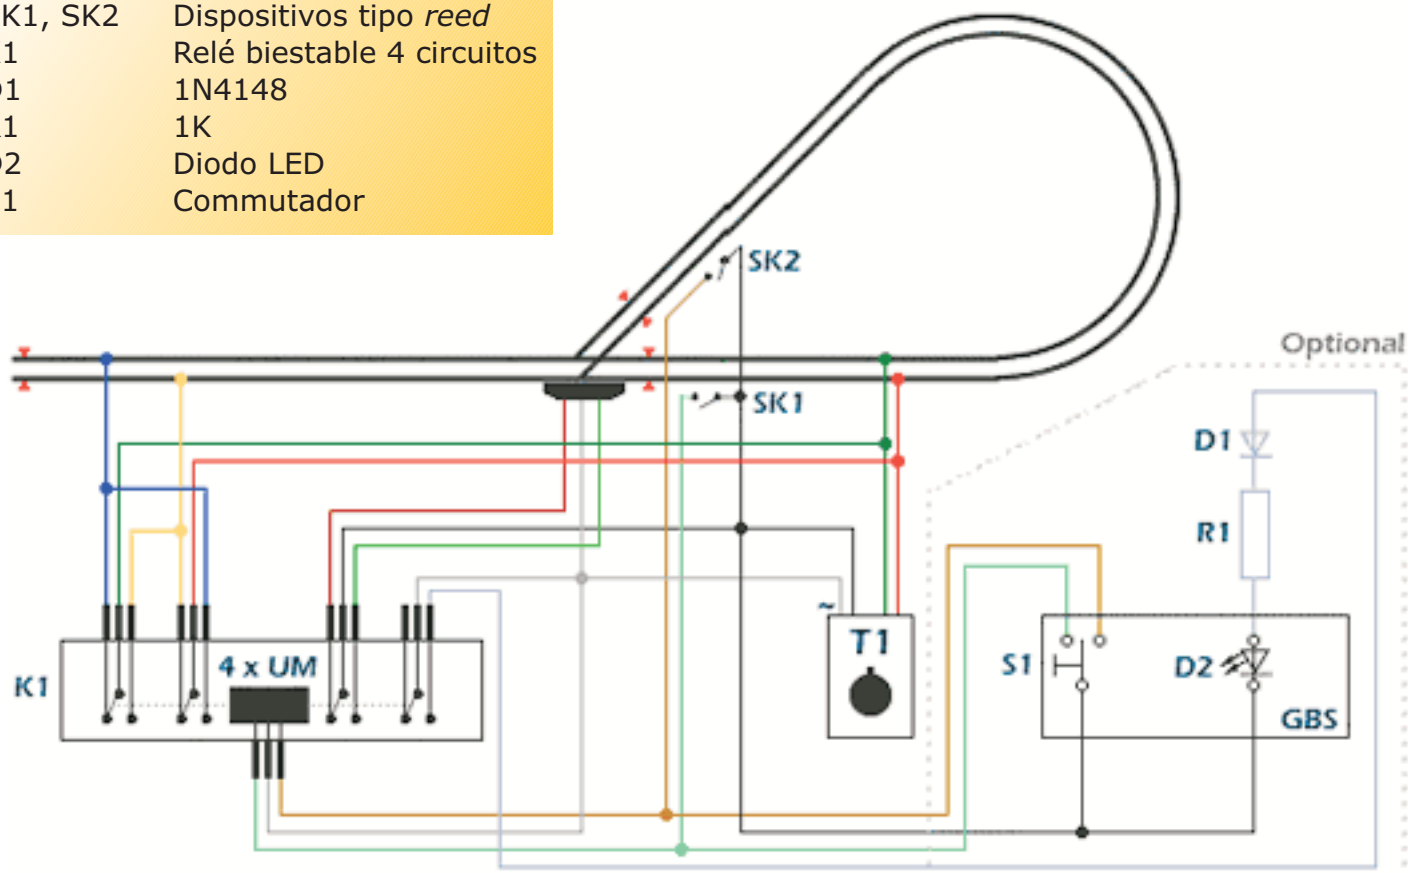 K1, SK2 Dispositivos tipo reed
1 Relé biestable 4 circuitos
1 1N4148
1 1K
2 Diodo LED
1 Commutador
SK2
Optional
SK1
D1
R1
~
T1
4 x UM
K1
S1
D2
GBS